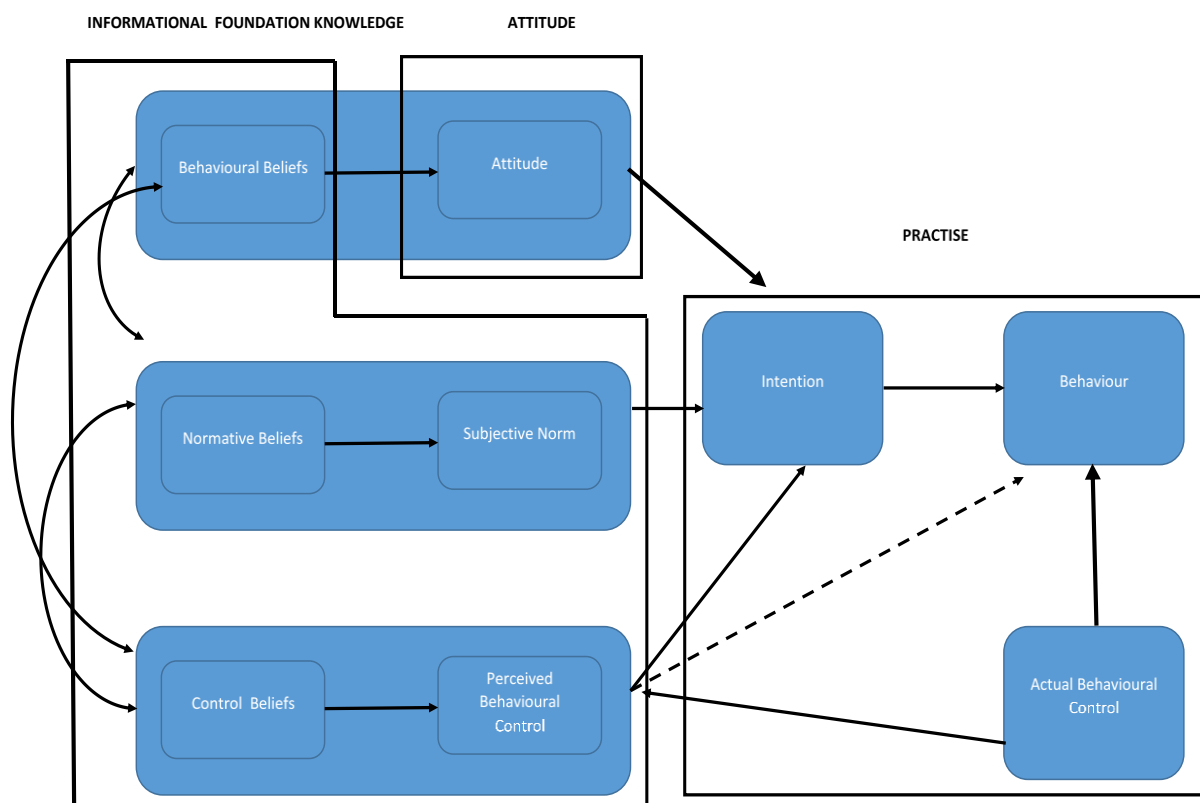 INFORMATIONAL FOUNDATION KNOWLEDGE
ATTITUDE
Behavioural Beliefs
Attitude
PRACTISE
Intention
Behaviour
Normative Beliefs
Subjective Norm
Control Beliefs
Perceived
Behavioural
Control
Actual Behavioural
Control